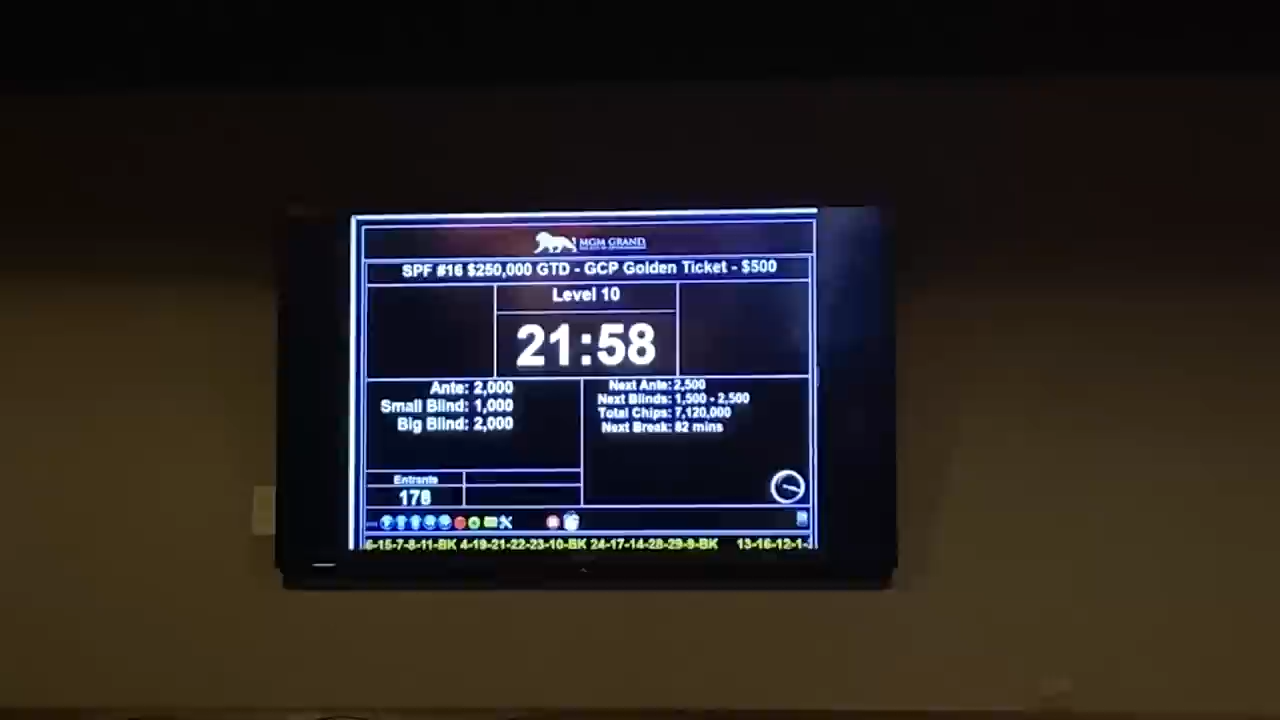 MGM GRAND
SPF #16 $250,000 GTD - GCP Golden Ticket - $500
Level 10
21:58
Ante: 2,000
Small Blind: 1,000
Big Blind: 2,000
Next Ante: 2,500
Next Blinds: 1,500 - 2,500
Total Chips: 7,120,000
Next Break: 82 mins
Entrants
178
6-15-7-8-11-BK 4-19-21-22-23-10-BK 24-17-14-28-29-9-BK 13-16-12-1-